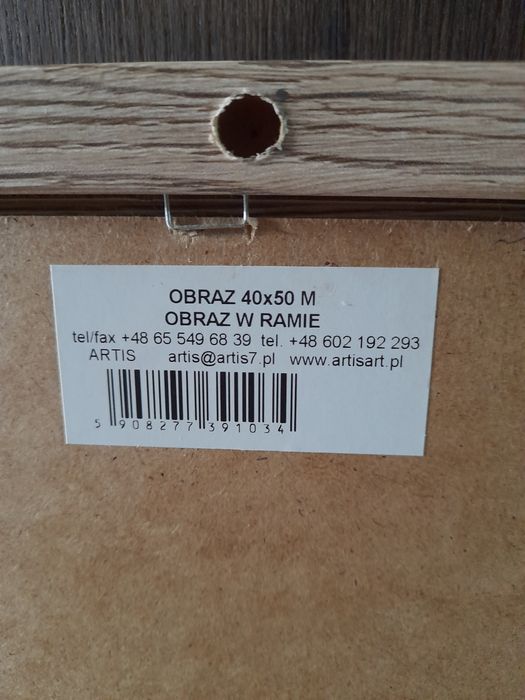 OBRAZ 40x50 M
OBRAZ W RAMIE
tel/fax +48 65 549 68 39 tel. +48 602 192 293
ARTIS artis@artis7.pl www.artisart.pl
5 908277 391034